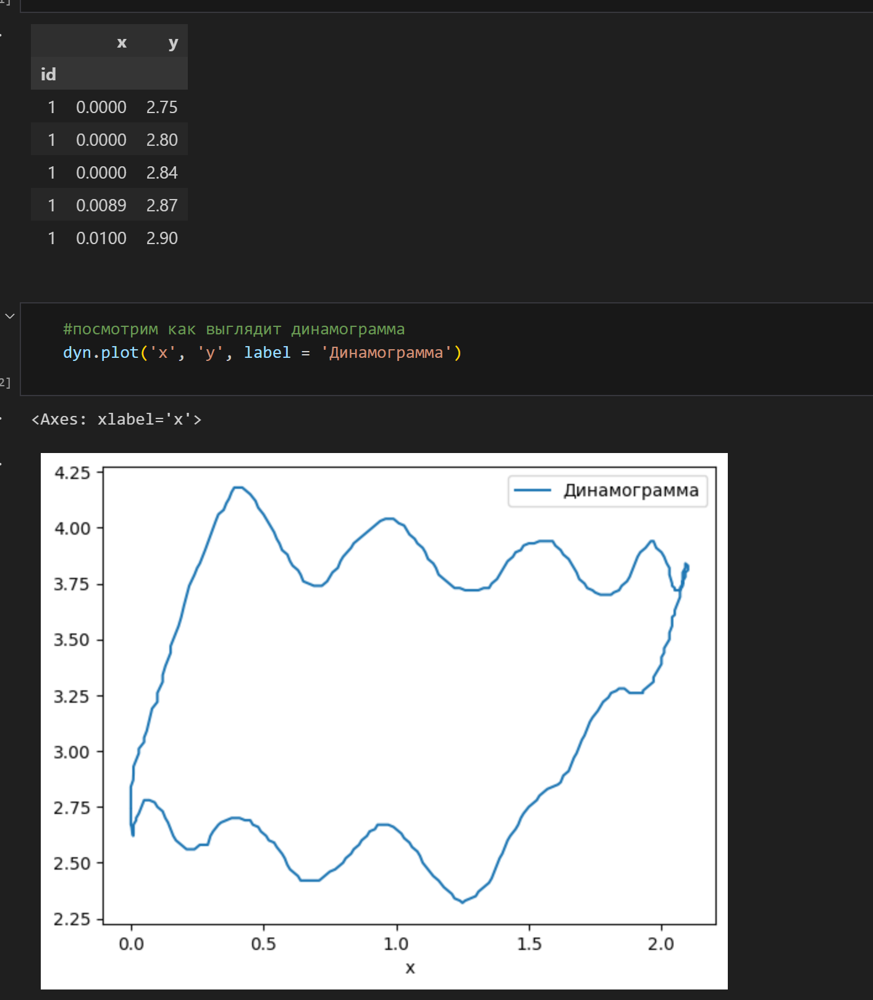 1]
x y
id
1 0.0000 2.75
1 0.0000 2.80
1 0.0000 2.84
1 0.0089 2.87
1 0.0100 2.90
#посмотрим как выглядит динамограмма
dyn.plot('x', 'y', label = 'Динамограмма')
2]
<Axes: xlabel='x'>
4.25
Динамограмма
4.00
3.75
3.50
3.25
3.00
2.75
2.50
2.25
0.0 0.5 1.0 1.5 2.0
x